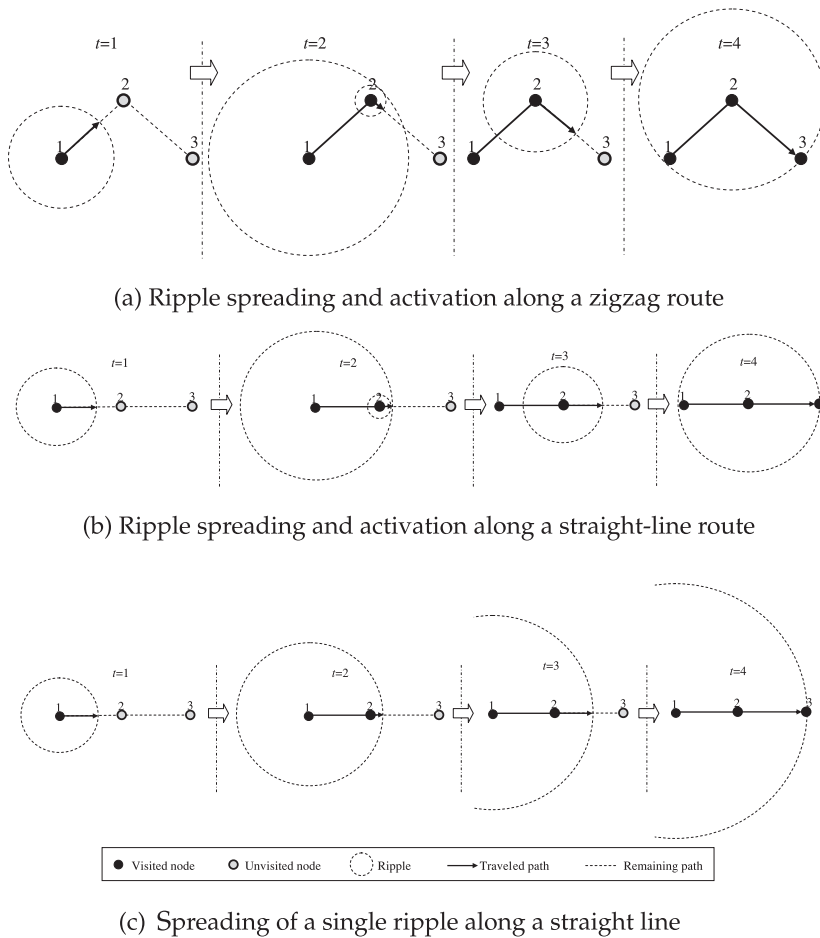 t=1 t=2 t=3 t=4
2 2 2 2
1 3 1 3 1 3 1 3
(a) Ripple spreading and activation along a zigzag route
t=1 t=2 t=3 t=4
1 2 3 1 2 3 1 2 3 1 2
(b) Ripple spreading and activation along a straight-line route
t=1 t=2 t=3 t=4
1 2 3 1 2 3 1 2 3 1 2 3
Visited node Unvisited node Ripple Traveled path Remaining path
(c) Spreading of a single ripple along a straight line